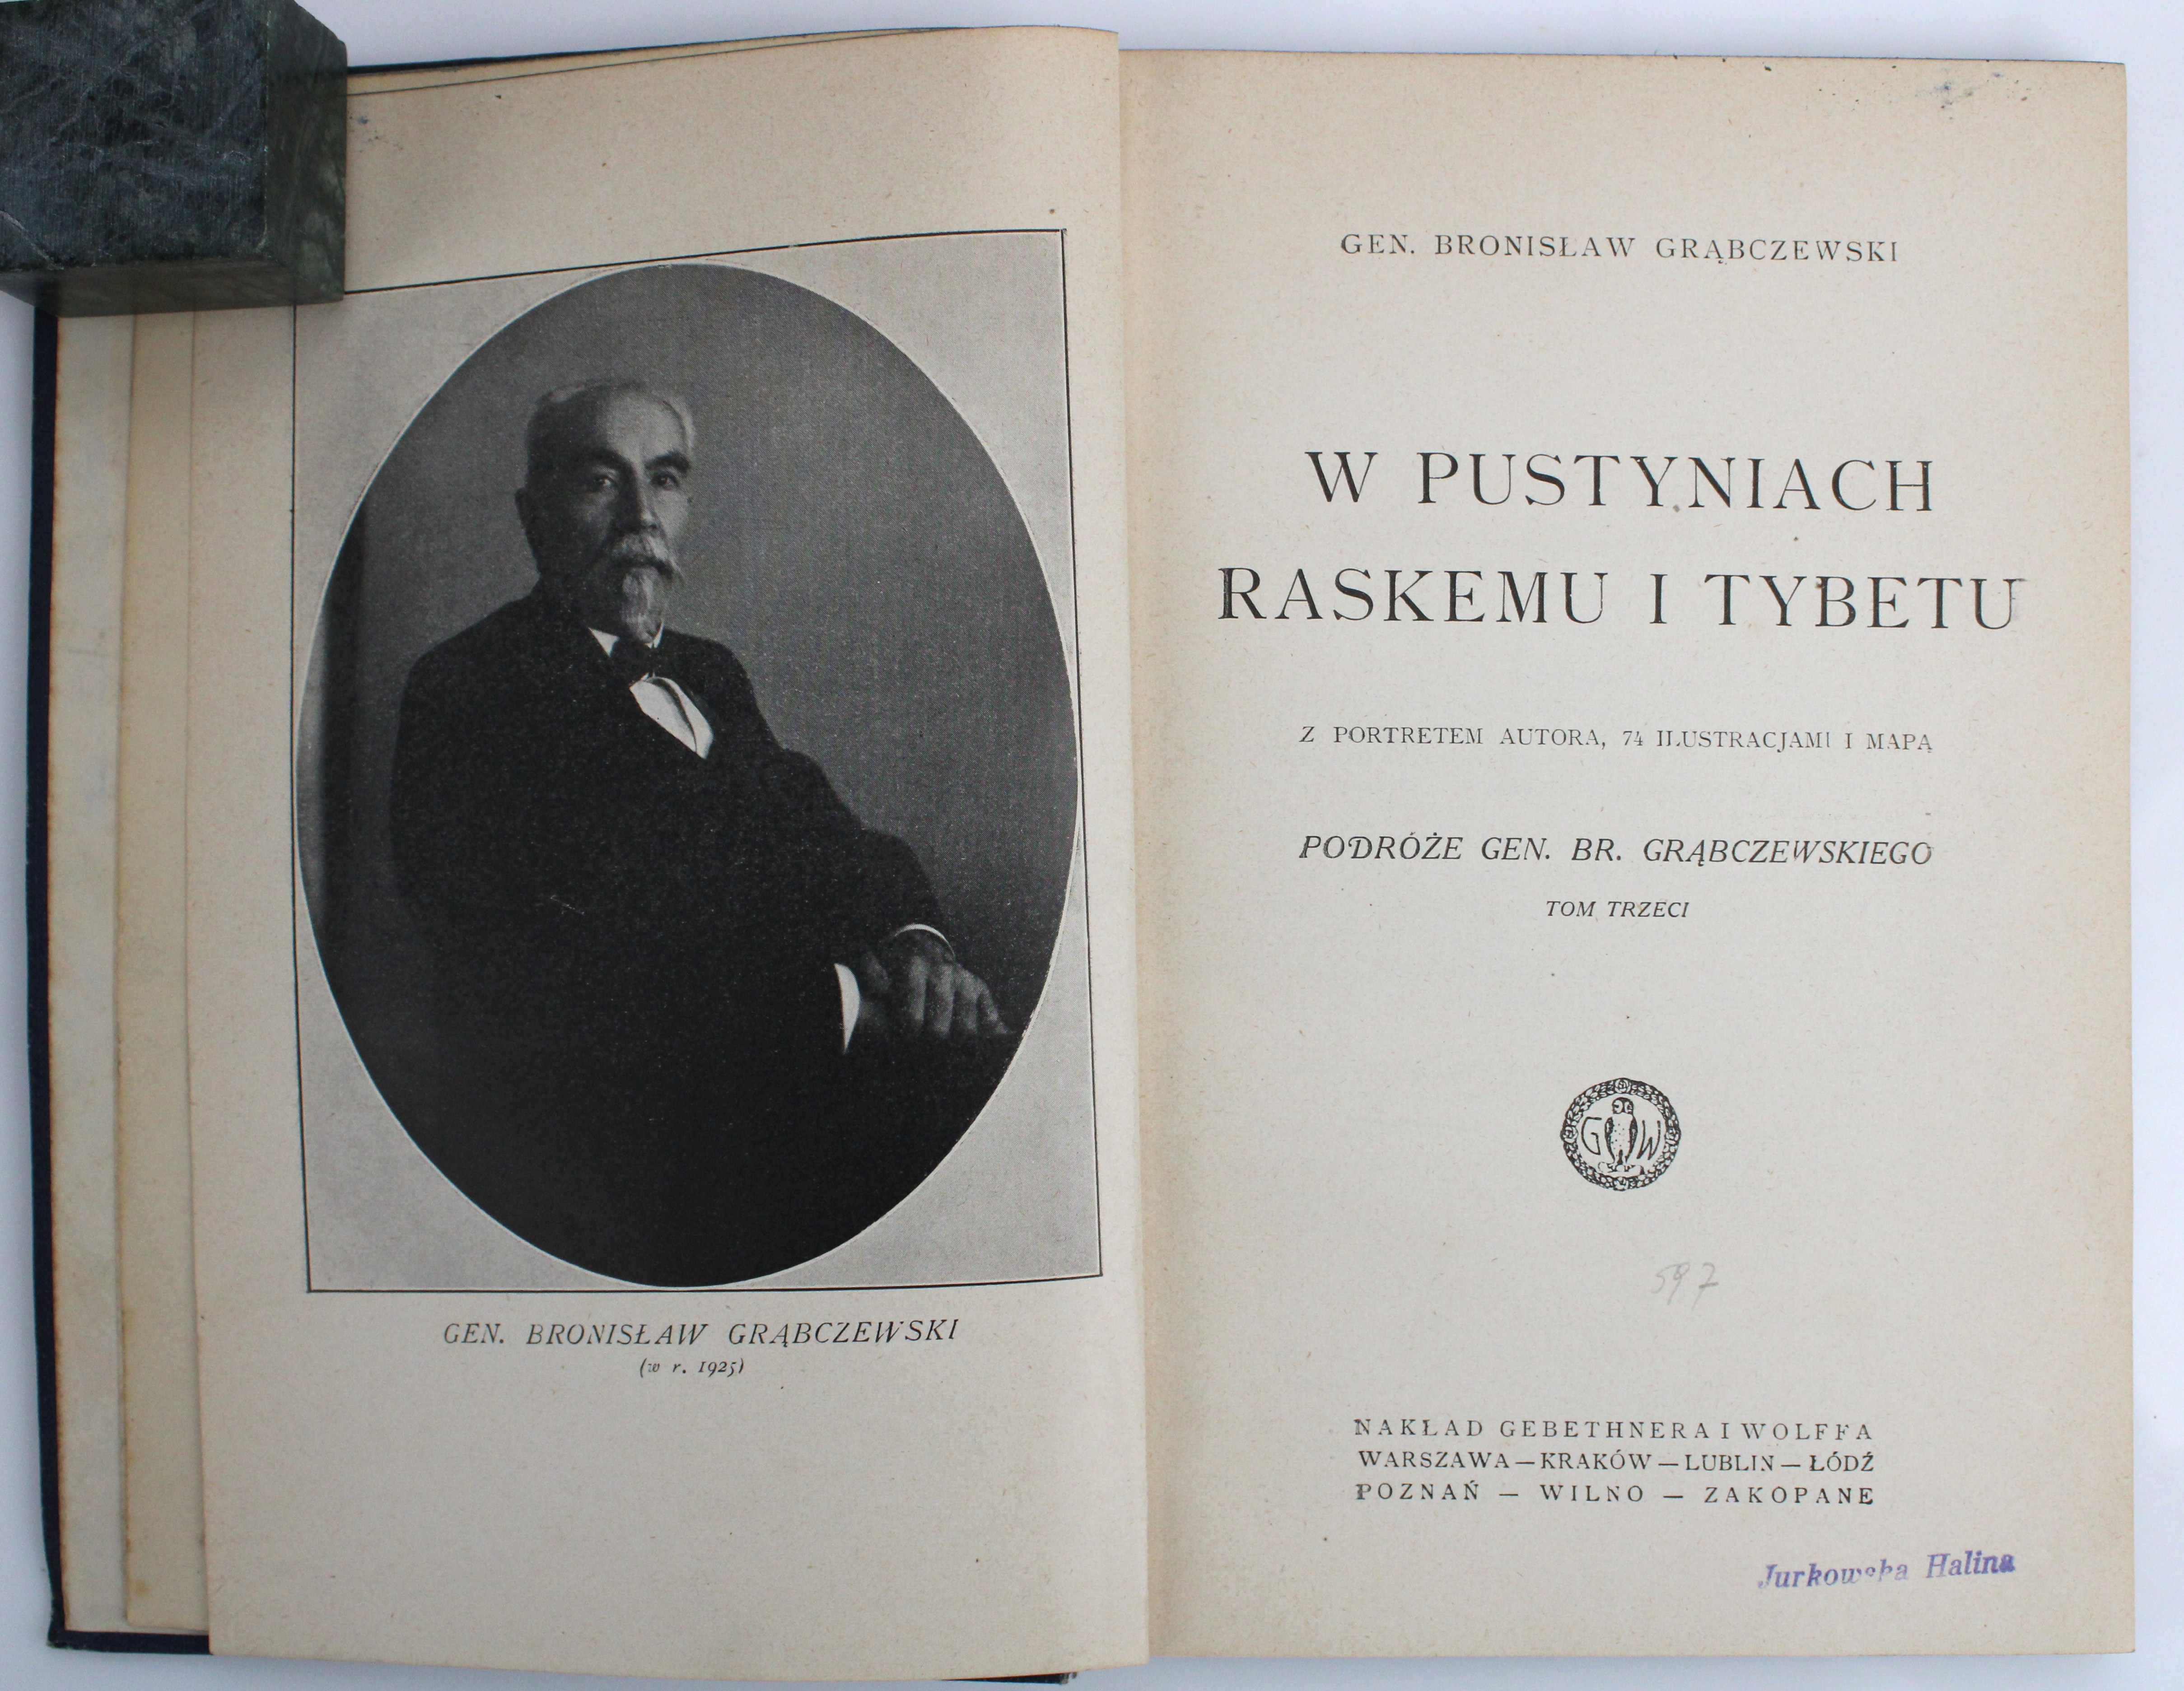 GEN. BRONISŁAW GRĄBCZEWSKI
(w r. 1925)
GEN. BRONISŁAW GRĄBCZEWSKI
W PUSTYNIACH
RASKEMU I TYBETU
Z PORTRETEM AUTORA, 74 ILUSTRACJAMI I MAPĄ
PODRÓŻE GEN. BR. GRĄBCZEWSKIEGO
TOM TRZECI
G W
597
NAKŁAD GEBETHNERA I WOLFFA
WARSZAWA — KRAKÓW — LUBLIN — ŁÓDŹ
POZNAŃ — WILNO — ZAKOPANE
Jurkowska Halina